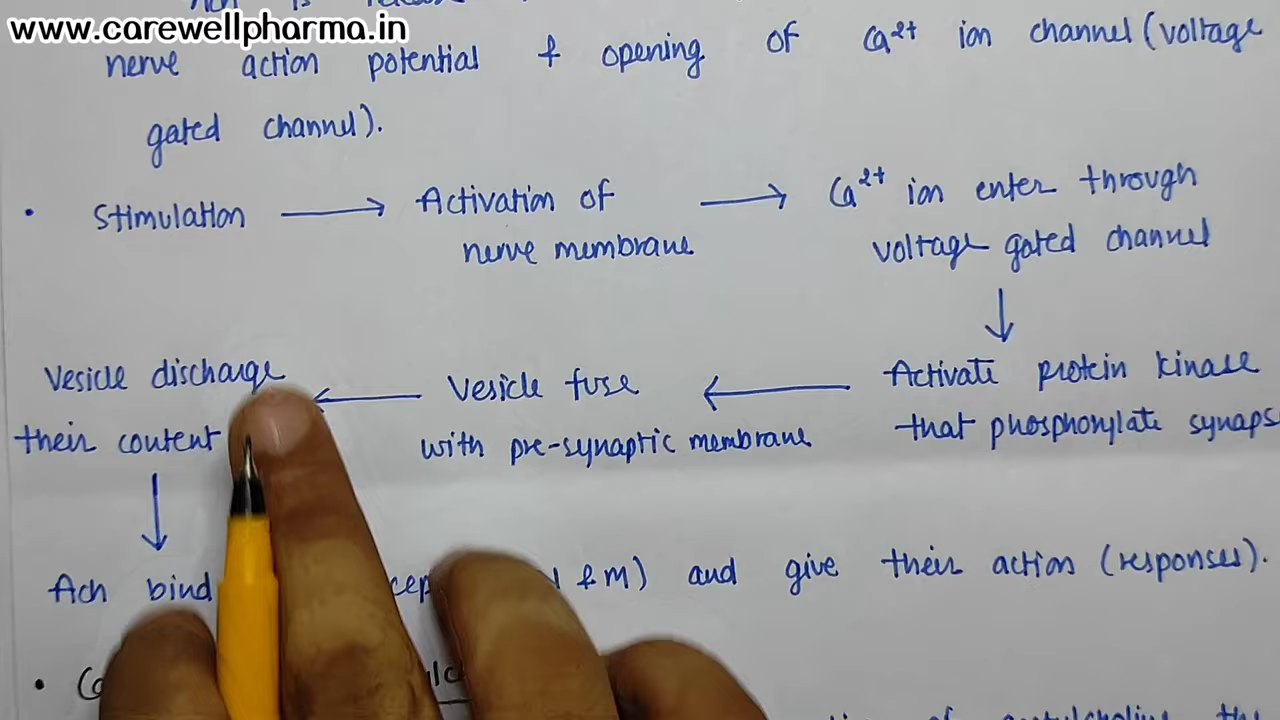 www.carewellpharma.in
nerve action potential & opening of Ca2+ ion channel (voltage
gated channel).
• Stimulation → Activation of → Ca2+ ion enter through
nerve membrane voltage gated channel
↓
Vesicle discharge ← Vesicle fuse ← Activate protein kinase
their content with pre-synaptic membrane that phosphorylate synaps
↓
Ach bind & M) and give their action (responses).
•